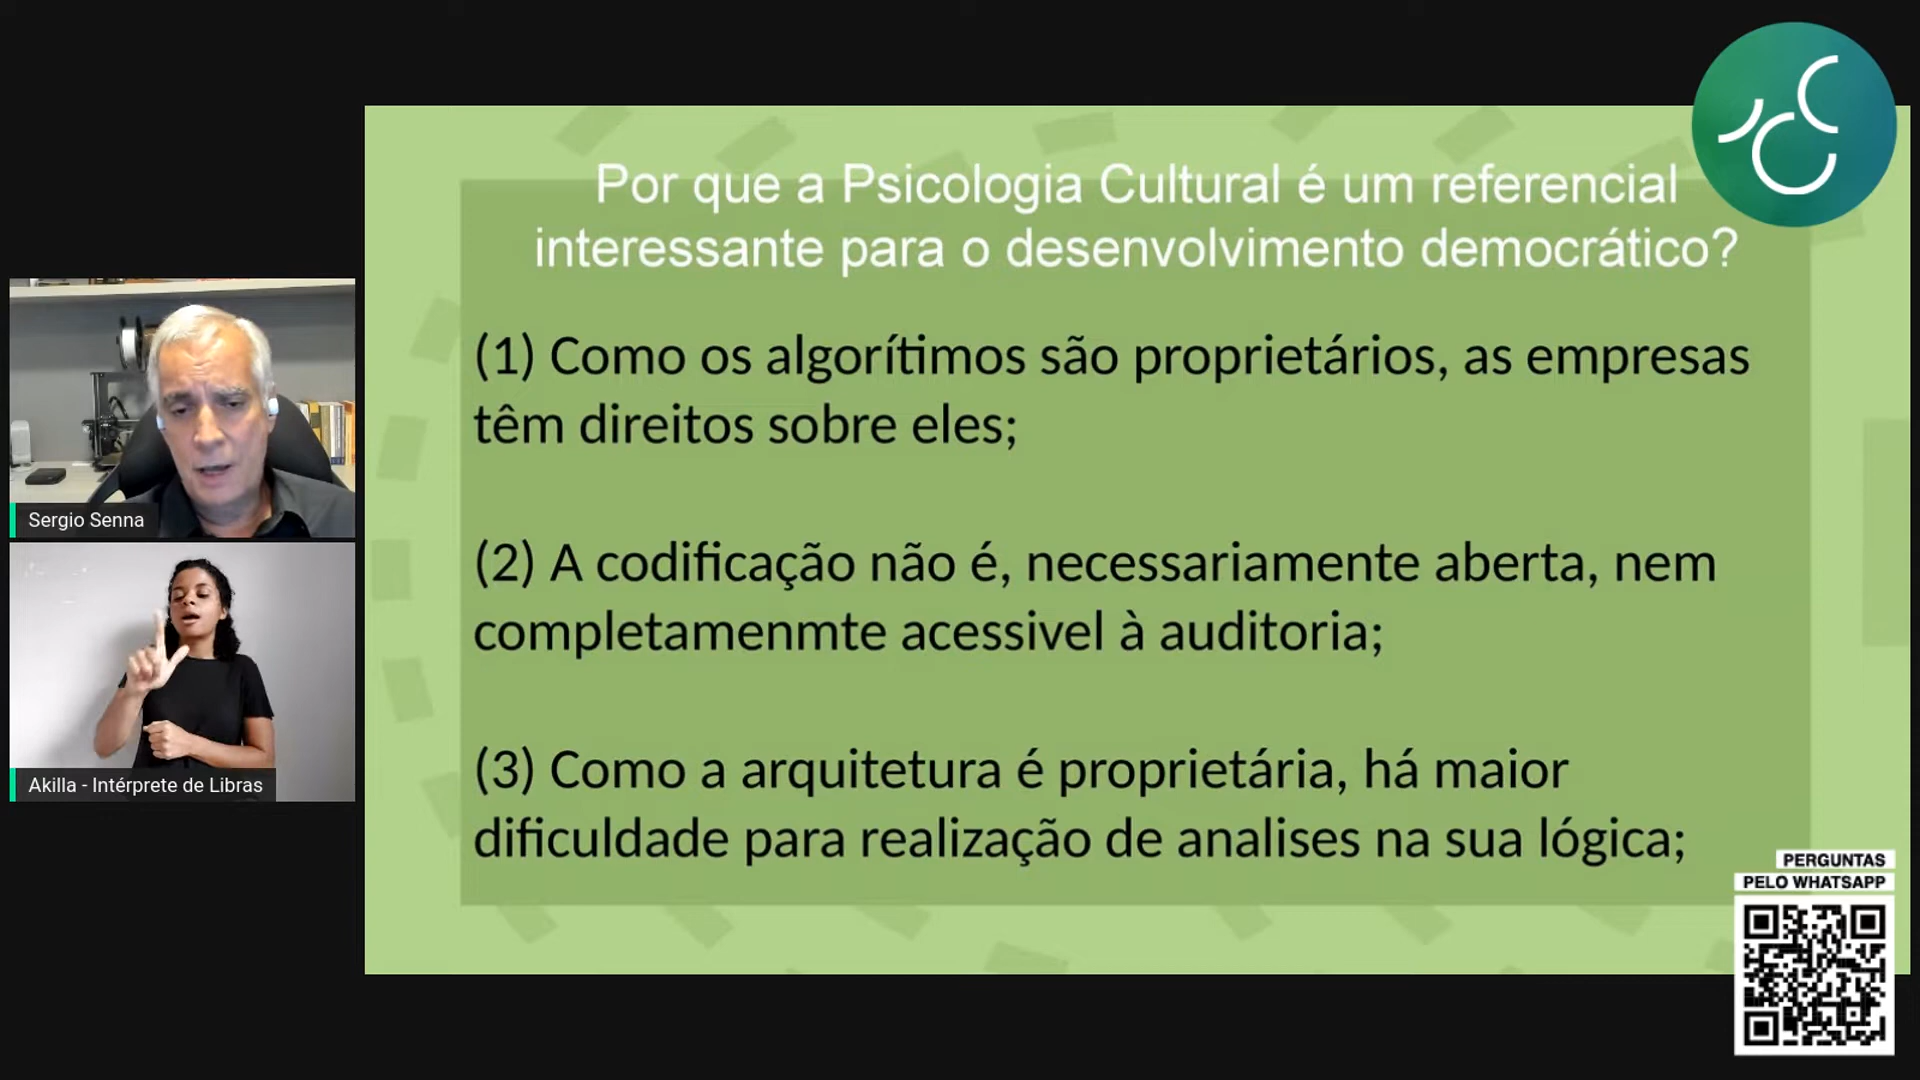 Por que a Psicologia Cultural é um referencial
interessante para o desenvolvimento democrático?
(1) Como os algorítimos são proprietários, as empresas
têm direitos sobre eles;
(2) A codificação não é, necessariamente aberta, nem
completamenmte acessivel à auditoria;
(3) Como a arquitetura é proprietária, há maior
dificuldade para realização de analises na sua lógica;
Sergio Senna
Akilla - Intérprete de Libras
PERGUNTAS
PELO WHATSAPP